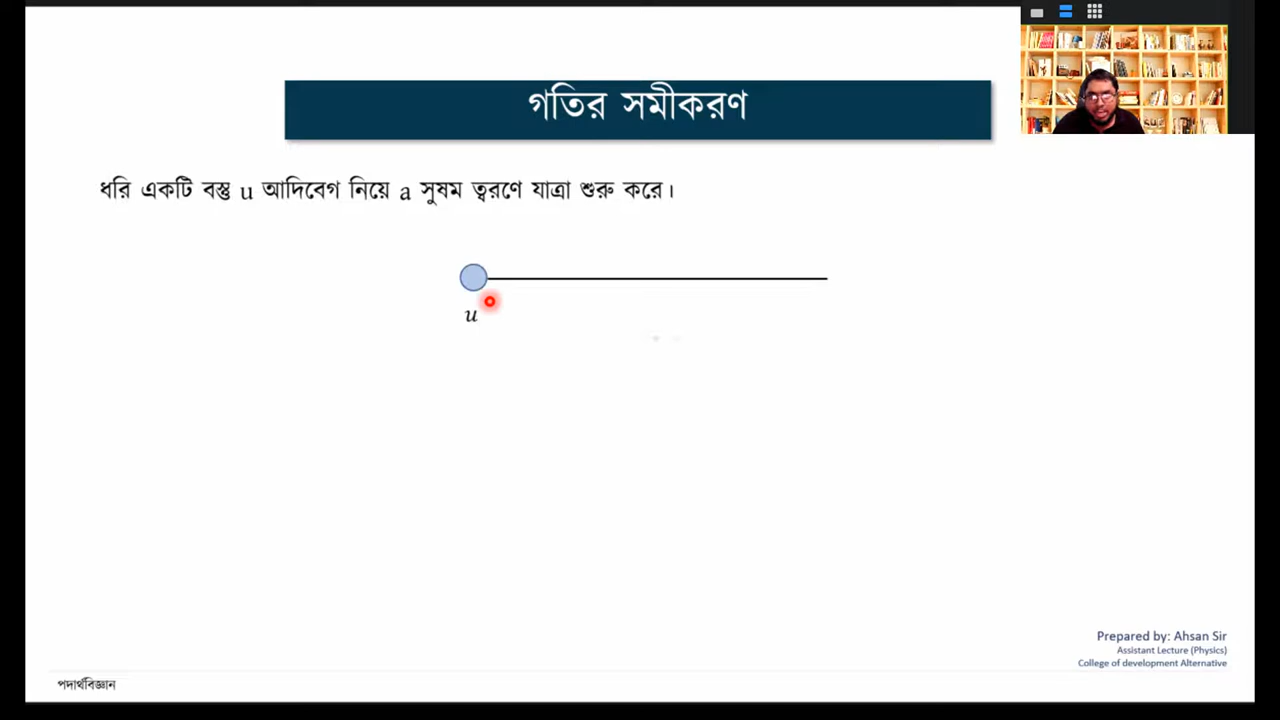 গতির সমীকরণ
ধরি একটি বস্তু u আদিবেগ নিয়ে a সুষম ত্বরণে যাত্রা শুরু করে।
u
Prepared by: Ahsan Sir
Assistant Lecture (Physics)
College of development Alternative
পদার্থবিজ্ঞান